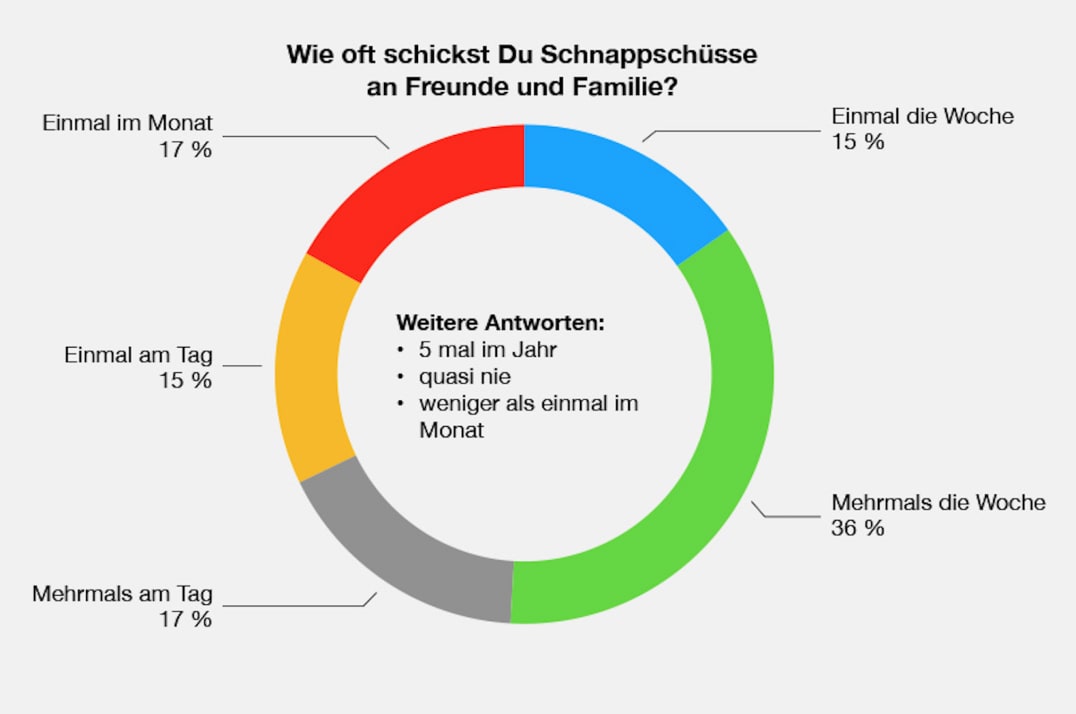 Wie oft schickst Du Schnappschüsse
an Freunde und Familie?
Einmal im Monat
17 %
Einmal die Woche
15 %
Einmal am Tag
15 %
Weitere Antworten:
• 5 mal im Jahr
• quasi nie
• weniger als einmal im
Monat
Mehrmals die Woche
36 %
Mehrmals am Tag
17 %